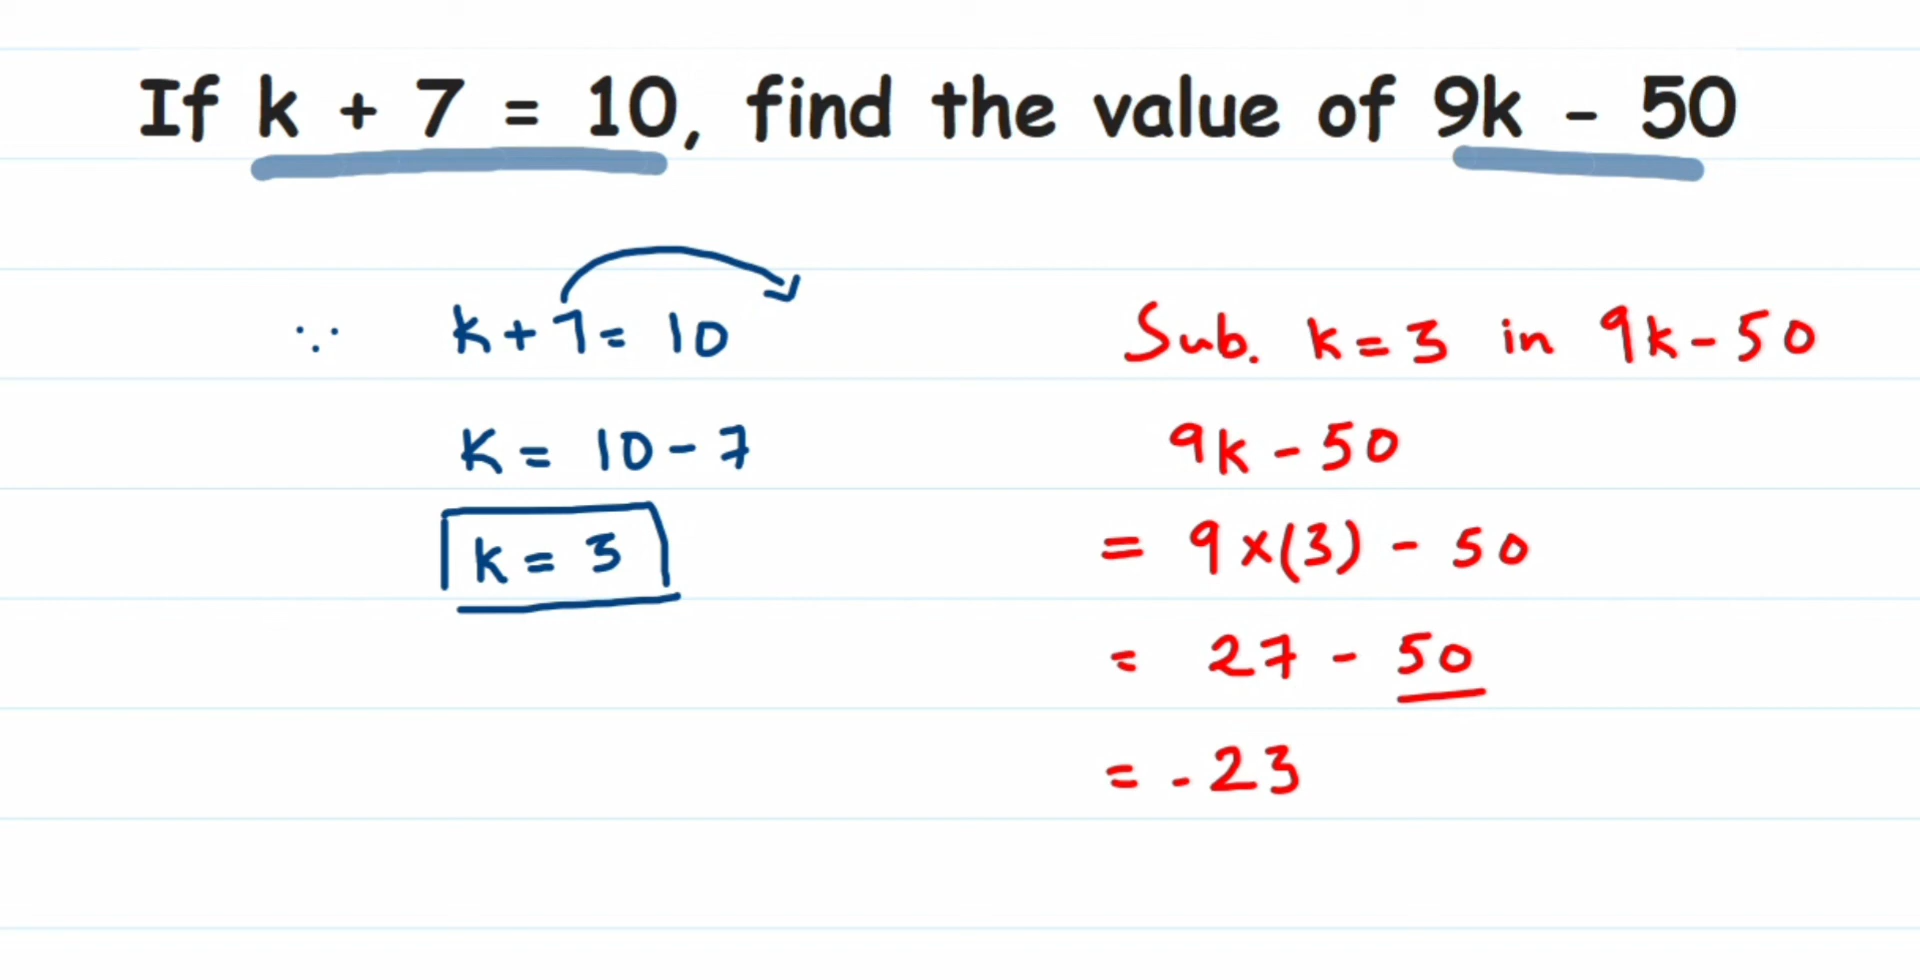 If k + 7 = 10, find the value of 9k - 50
∵ k + 7 = 10
k = 10 - 7
k = 3
Sub. k = 3 in 9k - 50
9k - 50
= 9 × (3) - 50
= 27 - 50
= - 23